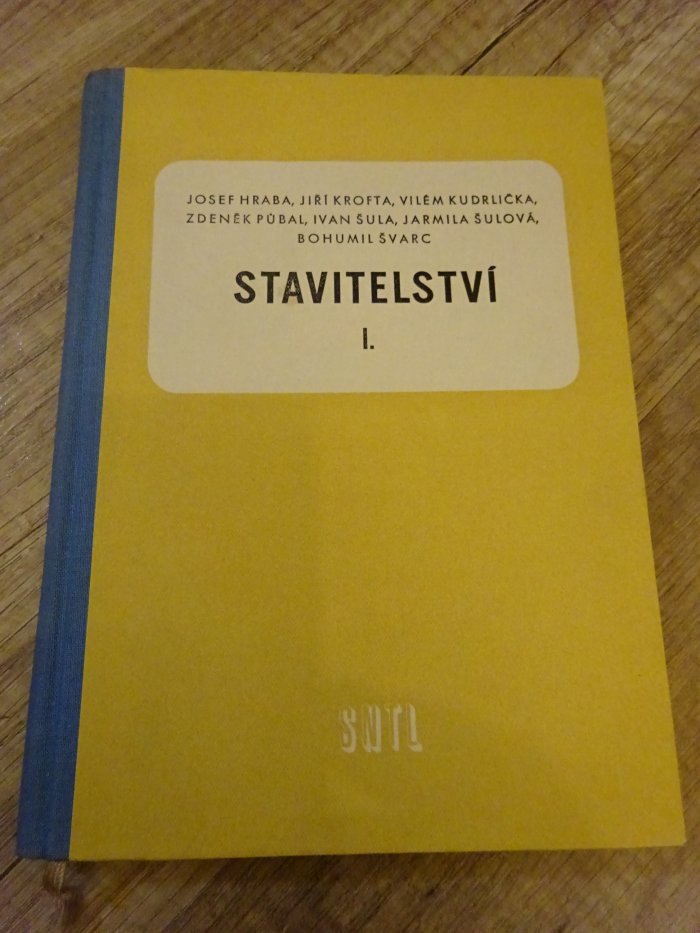 JOSEF HRABA, JIŘÍ KROFTA, VILÉM KUDRLIČKA,
ZDENĚK PŮBAL, IVAN ŠULA, JARMILA ŠULOVÁ,
BOHUMIL ŠVARC
STAVITELSTVÍ
I.
SNTL